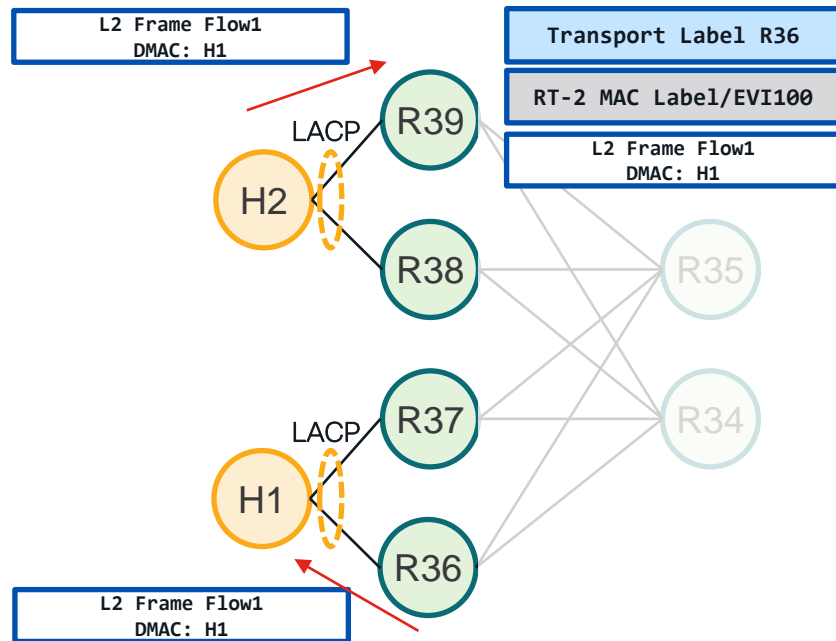 L2 Frame Flow1
DMAC: H1
Transport Label R36
RT-2 MAC Label/EVI100
L2 Frame Flow1
DMAC: H1
LACP
R39
H2
R38
R35
LACP
R37
R34
H1
R36
L2 Frame Flow1
DMAC: H1